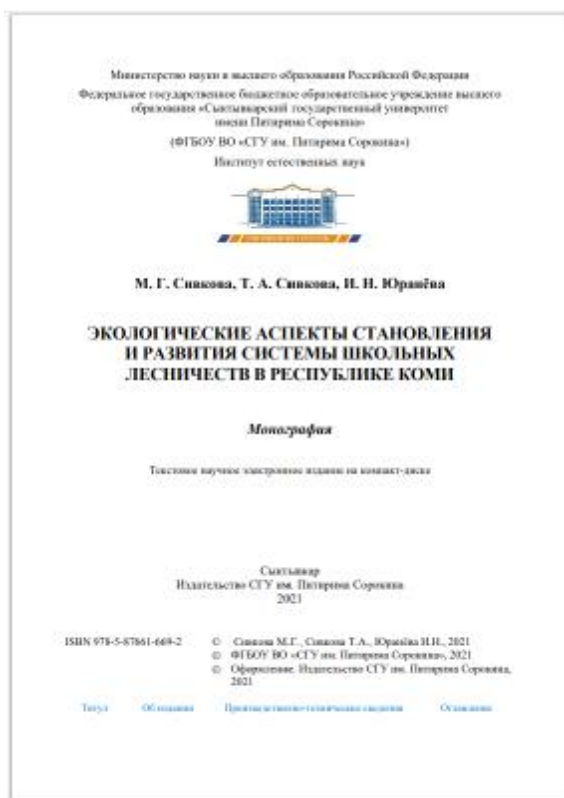 Министерство науки и высшего образования Российской Федерации
Федеральное государственное бюджетное образовательное учреждение высшего
образования «Сыктывкарский государственный университет
имени Питирима Сорокина»
(ФГБОУ ВО «СГУ им. Питирима Сорокина»)
Институт естественных наук
М. Г. Сивкова, Т. А. Сивкова, И. Н. Юранёва
ЭКОЛОГИЧЕСКИЕ АСПЕКТЫ СТАНОВЛЕНИЯ
И РАЗВИТИЯ СИСТЕМЫ ШКОЛЬНЫХ
ЛЕСНИЧЕСТВ В РЕСПУБЛИКЕ КОМИ
Монография
Текстовое научное электронное издание на компакт-диске
Сыктывкар
Издательство СГУ им. Питирима Сорокина
2021
ISBN 978-5-87661-669-2
© Сивкова М.Г., Сивкова Т.А., Юранёва И.Н., 2021
© ФГБОУ ВО «СГУ им. Питирима Сорокина», 2021
© Оформление. Издательство СГУ им. Питирима Сорокина,
2021
Титул Об издании Производственно-технические сведения Оглавление